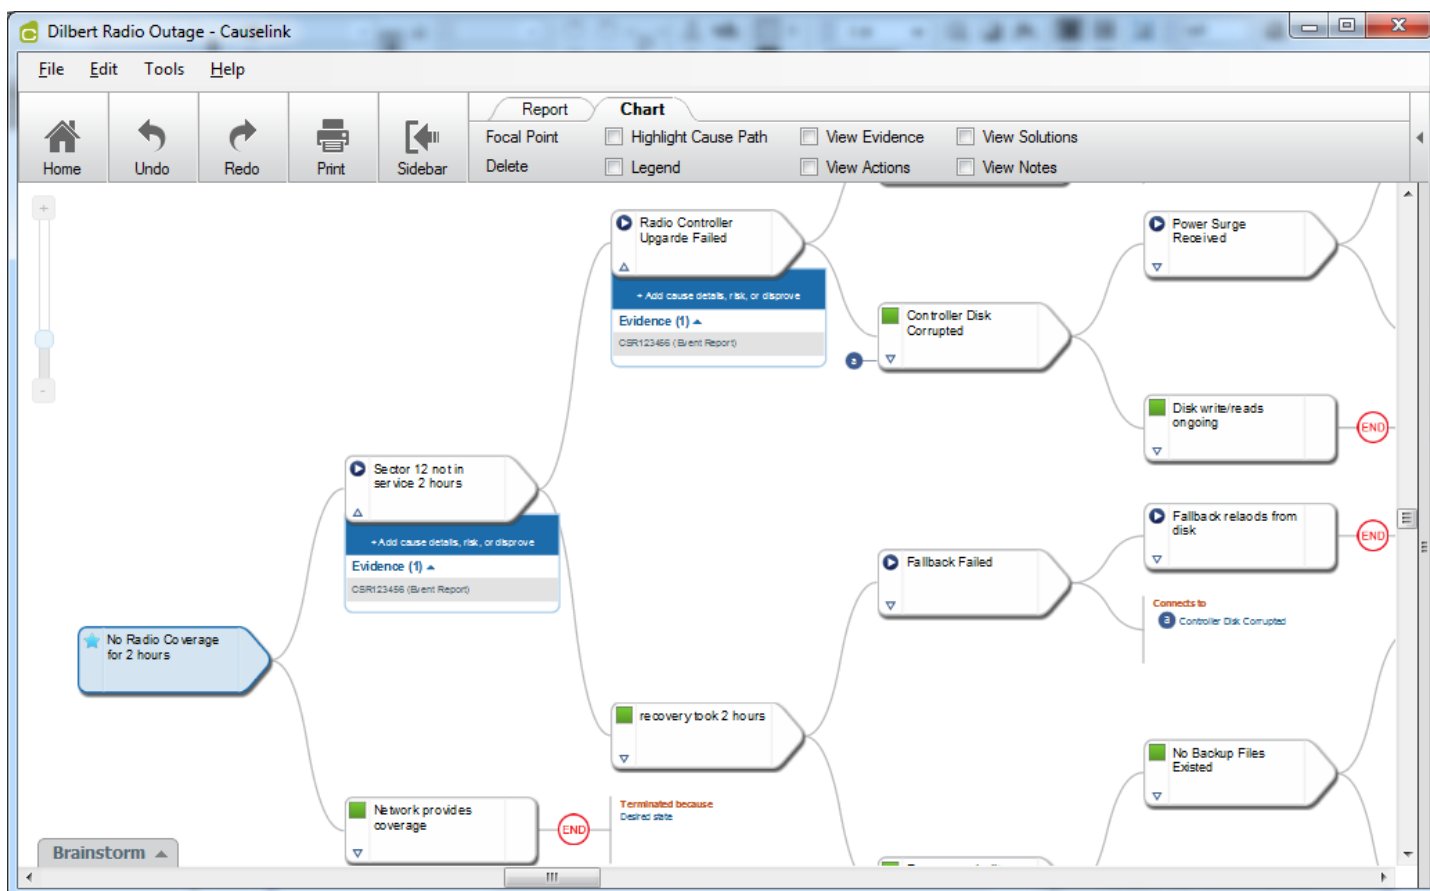 Dilbert Radio Outage - Causelink
File Edit Tools Help
Home
Undo
Redo
Print
Sidebar
Report Chart
Focal Point Highlight Cause Path View Evidence View Solutions
Delete Legend View Actions View Notes
Radio Controller
Upgarde Failed
+ Add cause details, risk, or disprove
Evidence (1)
CSR123456 (Event Report)
Power Surge
Received
Controller Disk
Corrupted
a
Disk write/reads
ongoing
END
Sector 12 not in
service 2 hours
+ Add cause details, risk, or disprove
Evidence (1)
CSR123456 (Event Report)
Fallback relaods from
disk
END
Fallback Failed
Connects to
a Controller Disk Corrupted
No Radio Coverage
for 2 hours
recovery took 2 hours
No Backup Files
Existed
Network provides
coverage
END
Terminated because
Desired state
Brainstorm